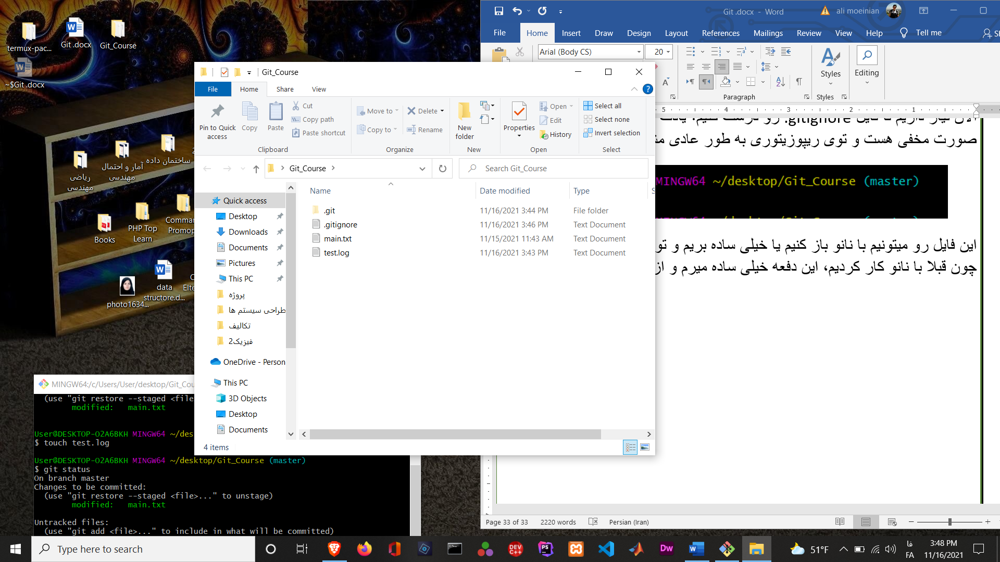 termux-pac...
Git .docx
Git_Course
~$Git .docx
ساختمان داده
آمار و احتمال
مهندسی
ریاضی
مهندسی
Books
PHP Top
Learn
Comman
Promop
data
structore.d...
Elte
photo1634...
Git .docx - Word
ali moeinian
File
Home
Insert
Draw
Design
Layout
References
Mailings
Review
View
Help
Tell me
Arial (Body CS)
20
Paragraph
Styles
Styles
Editing
5 4 3 2 1
صورت مخفی هست و توی ریپوزیتوری به طور عادی
MINGW64 ~/desktop/Git_Course (master)
این فایل رو میتونیم با نانو باز کنیم یا خیلی ساده بریم و تو
چون قبلا با نانو کار کردیم، این دفعه خیلی ساده میرم و از
Page 33 of 33
2220 words
Persian (Iran)
Git_Course
File
Home
Share
View
Pin to Quick
access
Copy
Paste
Cut
Copy path
Paste shortcut
Clipboard
Move to
Copy to
Delete
Rename
Organize
New
folder
New
Properties
Open
Edit
History
Open
Select all
Select none
Invert selection
Select
Git_Course
Search Git_Course
Name
Date modified
Type
.git 11/16/2021 3:44 PM File folder
.gitignore 11/16/2021 3:46 PM Text Document
main.txt 11/15/2021 11:43 AM Text Document
test.log 11/16/2021 3:43 PM Text Document
Quick access
Desktop
Downloads
Documents
Pictures
This PC
پروژه
طراحی سیستم ها
تکالیف
فیزیک2
OneDrive - Person
This PC
3D Objects
Desktop
Documents
4 items
MINGW64:/c/Users/User/desktop/Git_Cou
(use "git restore --staged <file
modified: main.txt
User@DESKTOP-O2A6BKH MINGW64 ~/des
$ touch test.log
User@DESKTOP-O2A6BKH MINGW64 ~/desktop/Git_Course (master)
$ git status
On branch master
Changes to be committed:
(use "git restore --staged <file>..." to unstage)
modified: main.txt
Untracked files:
(use "git add <file>..." to include in what will be committed)
Type here to search
51°F
فا
FA
3:48 PM
11/16/2021